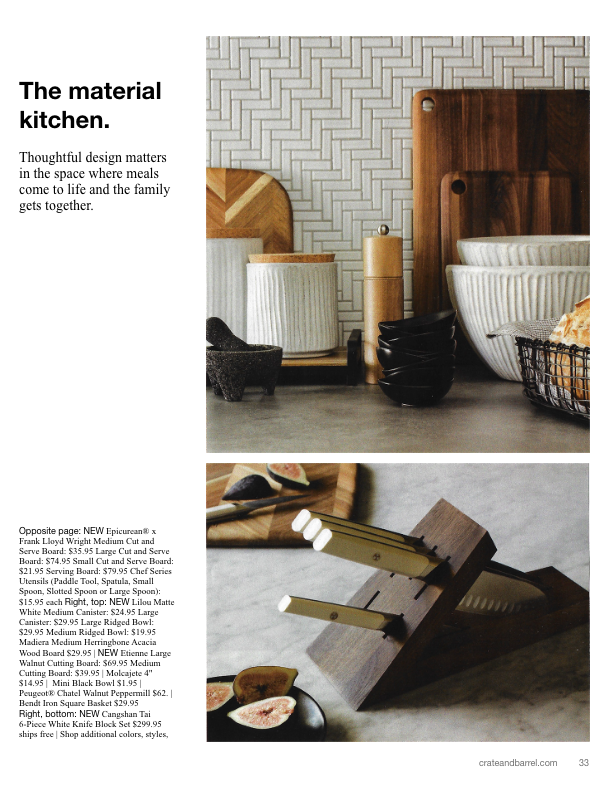 The material
kitchen.
Thoughtful design matters
in the space where meals
come to life and the family
gets together.
Opposite page: NEW Epicurean® x
Frank Lloyd Wright Medium Cut and
Serve Board: $35.95 Large Cut and Serve
Board: $74.95 Small Cut and Serve Board:
$21.95 Serving Board: $79.95 Chef Series
Utensils (Paddle Tool, Spatula, Small
Spoon, Slotted Spoon or Large Spoon):
$15.95 each Right, top: NEW Lilou Matte
White Medium Canister: $24.95 Large
Canister: $29.95 Large Ridged Bowl:
$29.95 Medium Ridged Bowl: $19.95
Madiera Medium Herringbone Acacia
Wood Board $29.95 | NEW Etienne Large
Walnut Cutting Board: $69.95 Medium
Cutting Board: $39.95 | Molcajete 4"
$14.95 | Mini Black Bowl $1.95 |
Peugeot® Chatel Walnut Peppermill $62. |
Bendt Iron Square Basket $29.95
Right, bottom: NEW Cangshan Tai
6-Piece White Knife Block Set $299.95
ships free | Shop additional colors, styles,
crateandbarrel.com 33